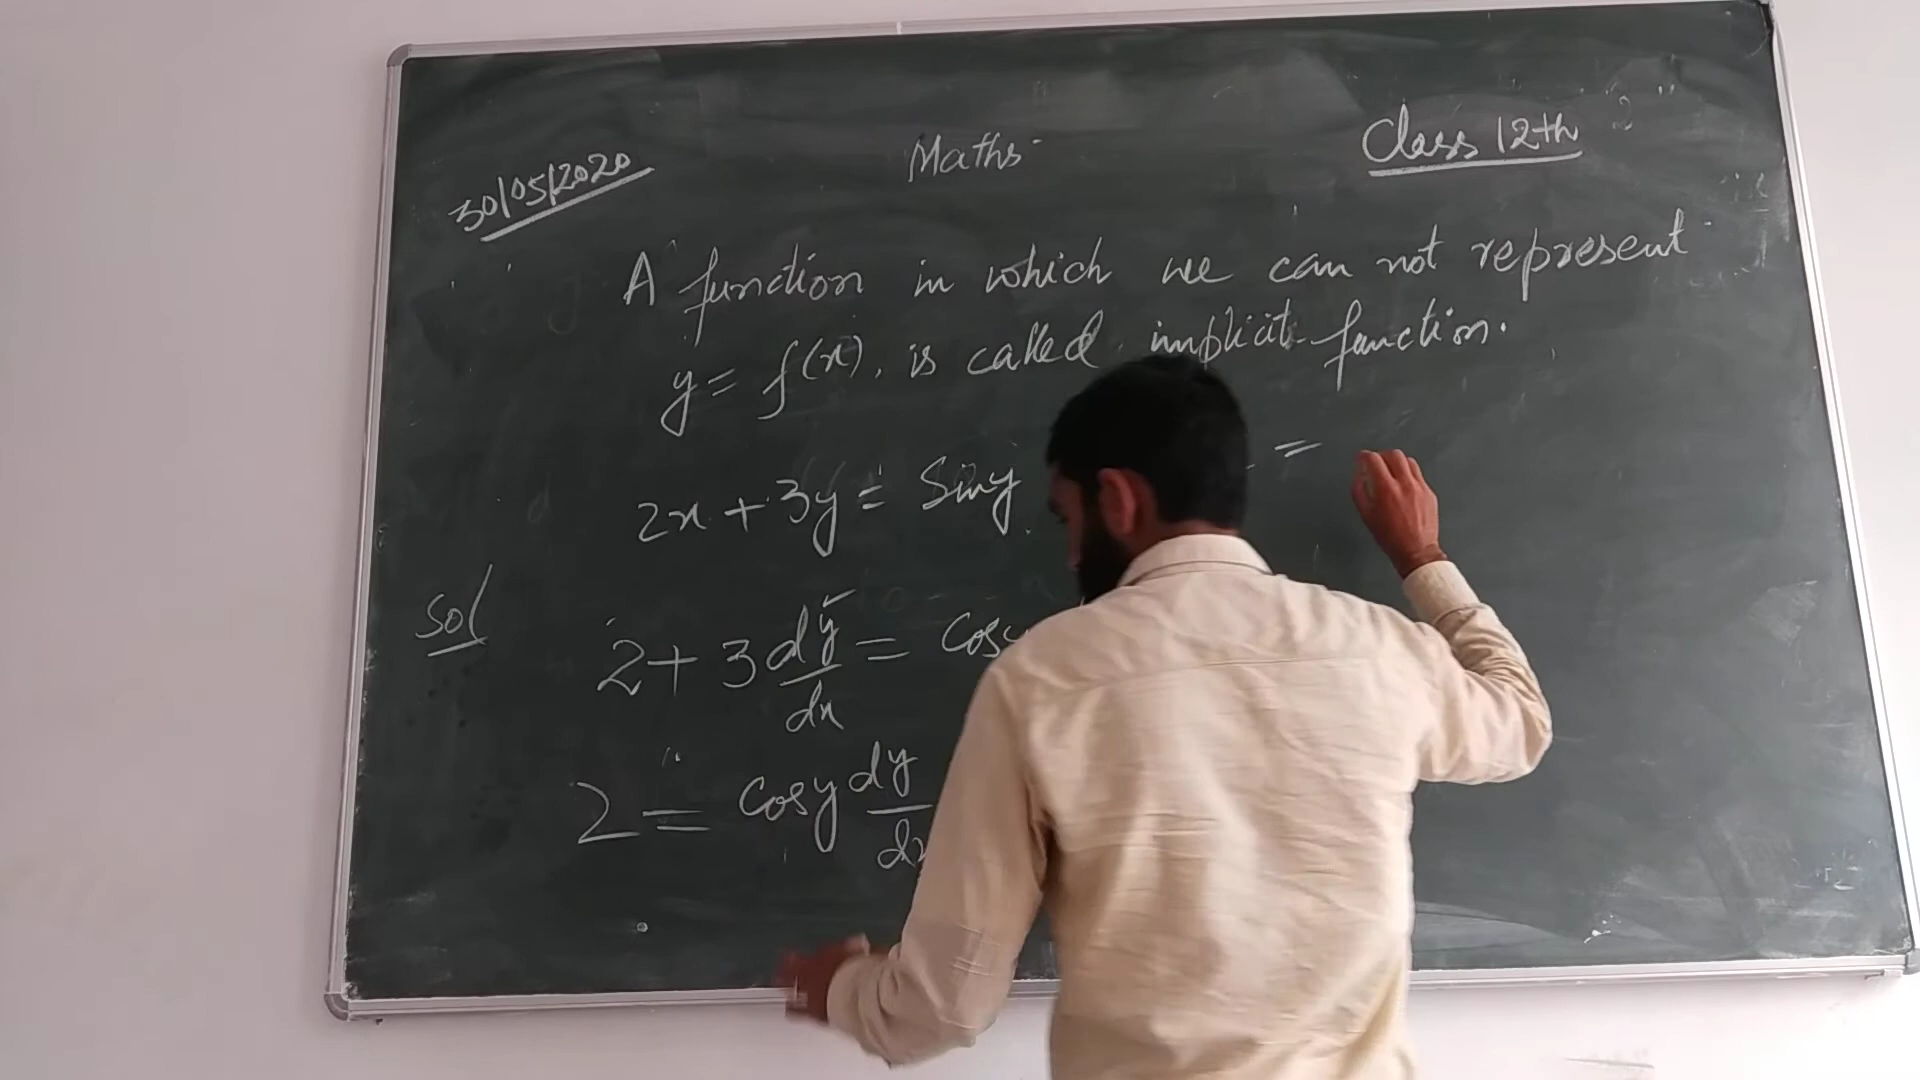 30/05/2020 Maths Class 12th
A function in which we can not represent
y = f(x), is called implicit function.
2x + 3y = Siny =
Sol 2 + 3 dy/dx = Cosy
2 = Cosy dy/dx